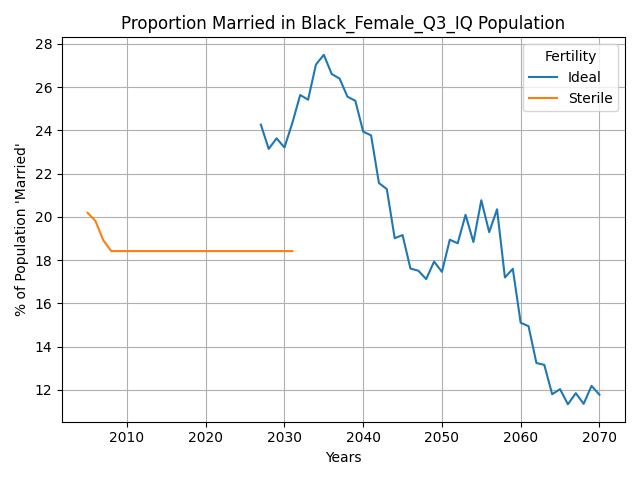 Proportion Married in Black_Female_Q3_IQ Population
% of Population 'Married'
28
26
24
22
20
18
16
14
12
Fertility
Ideal
Sterile
2010 2020 2030 2040 2050 2060 2070
Years